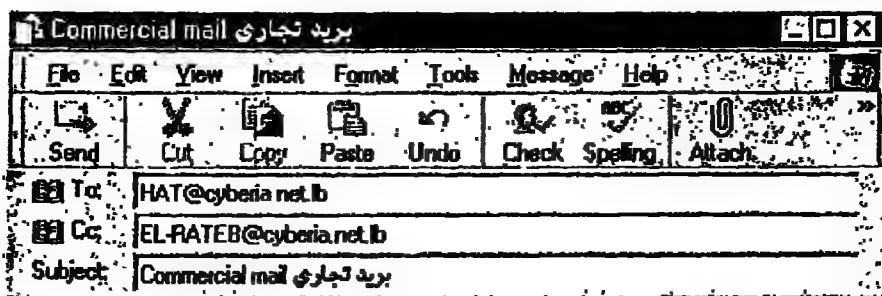 Commercial mail بريد تجاري
File Edit View Insert Format Tools Message Help
Send Cut Copy Paste Undo Check Spelling Attach »
To: HAT@cyberia.net.lb
Cc: EL-RATEB@cyberia.net.lb
Subject: Commercial mail بريد تجاري